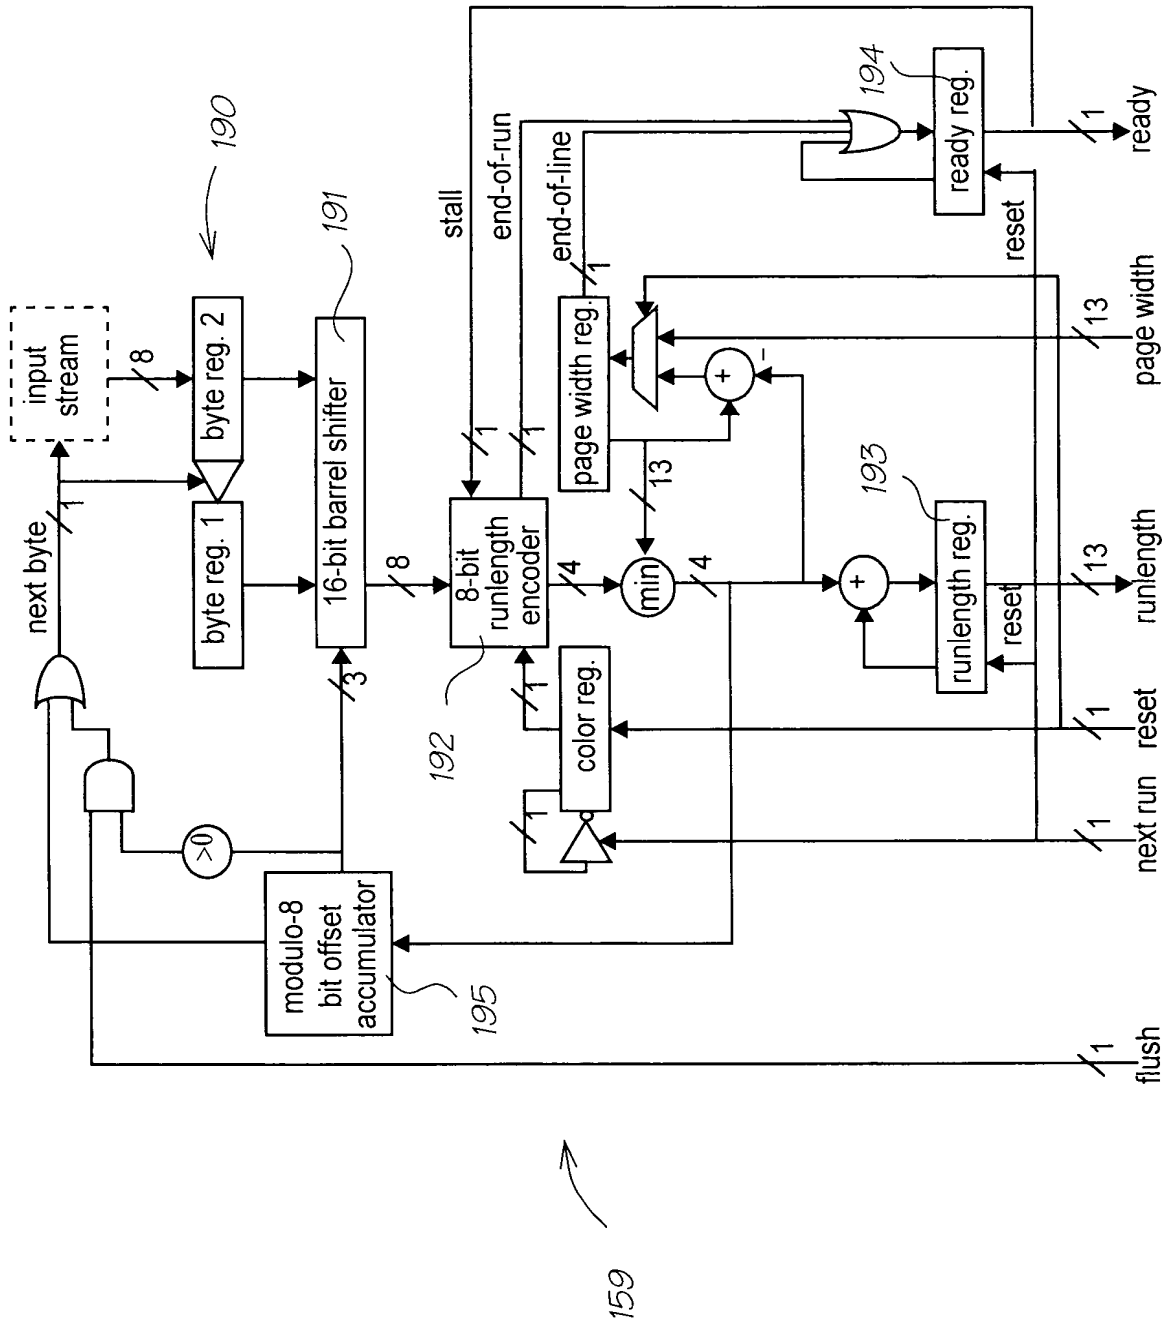 input
stream
8
next byte
1
byte reg. 1
byte reg. 2
190
16-bit barrel shifter
191
3
8
>0
modulo-8
bit offset
accumulator
195
8-bit
runlength
encoder
192
stall
1
end-of-run
1
end-of-line
1
page width reg.
13
4
min
4
+
−
color reg.
1
1
+
runlength reg.
193
reset
ready reg.
194
reset
1
flush
1
next run
1
reset
13
runlength
13
page width
1
ready
159